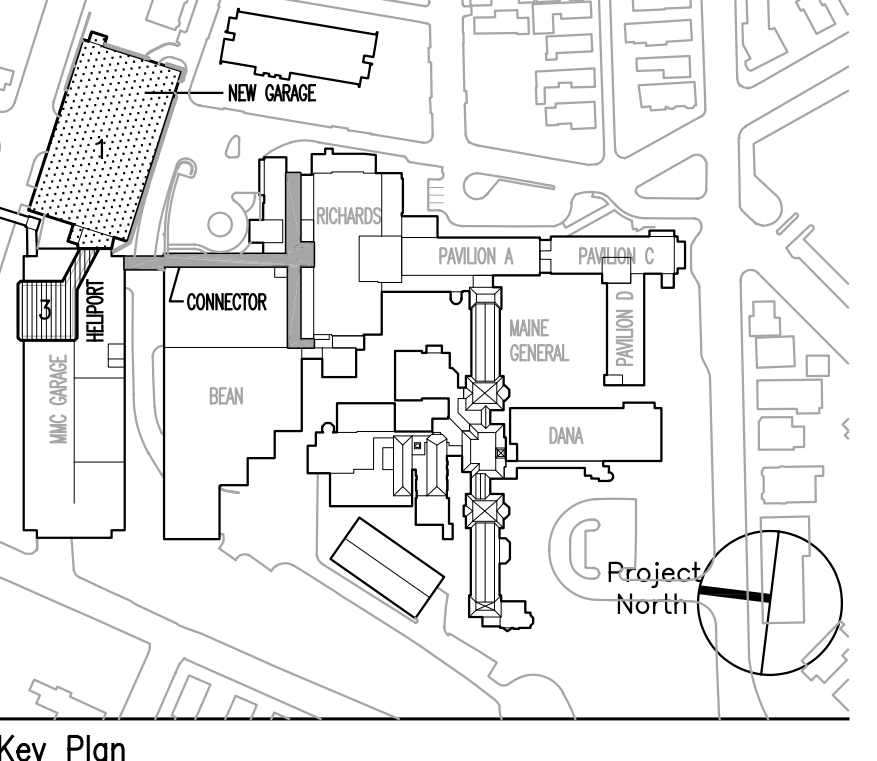 NEW GARAGE
1
RICHARDS
PAVILION A
PAVILION C
3
HELIPORT
CONNECTOR
PAVILION D
MAINE
GENERAL
MMC GARAGE
BEAN
DANA
Project
North
Key Plan